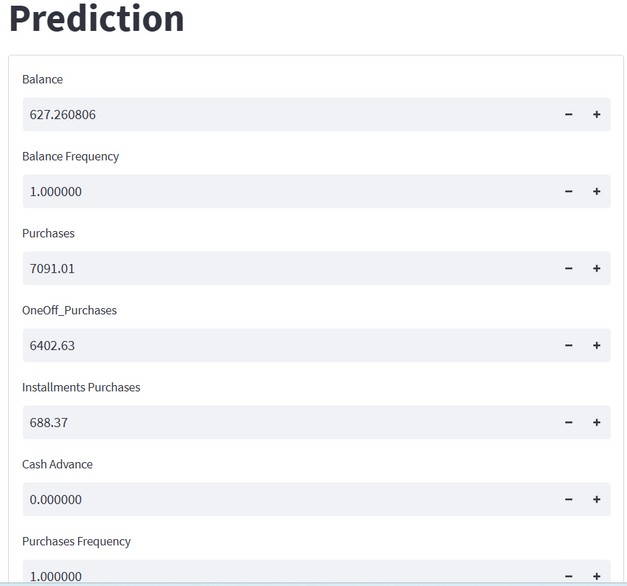 Prediction
Balance
627.260806
Balance Frequency
1.000000
Purchases
7091.01
OneOff_Purchases
6402.63
Installments Purchases
688.37
Cash Advance
0.000000
Purchases Frequency
1.000000